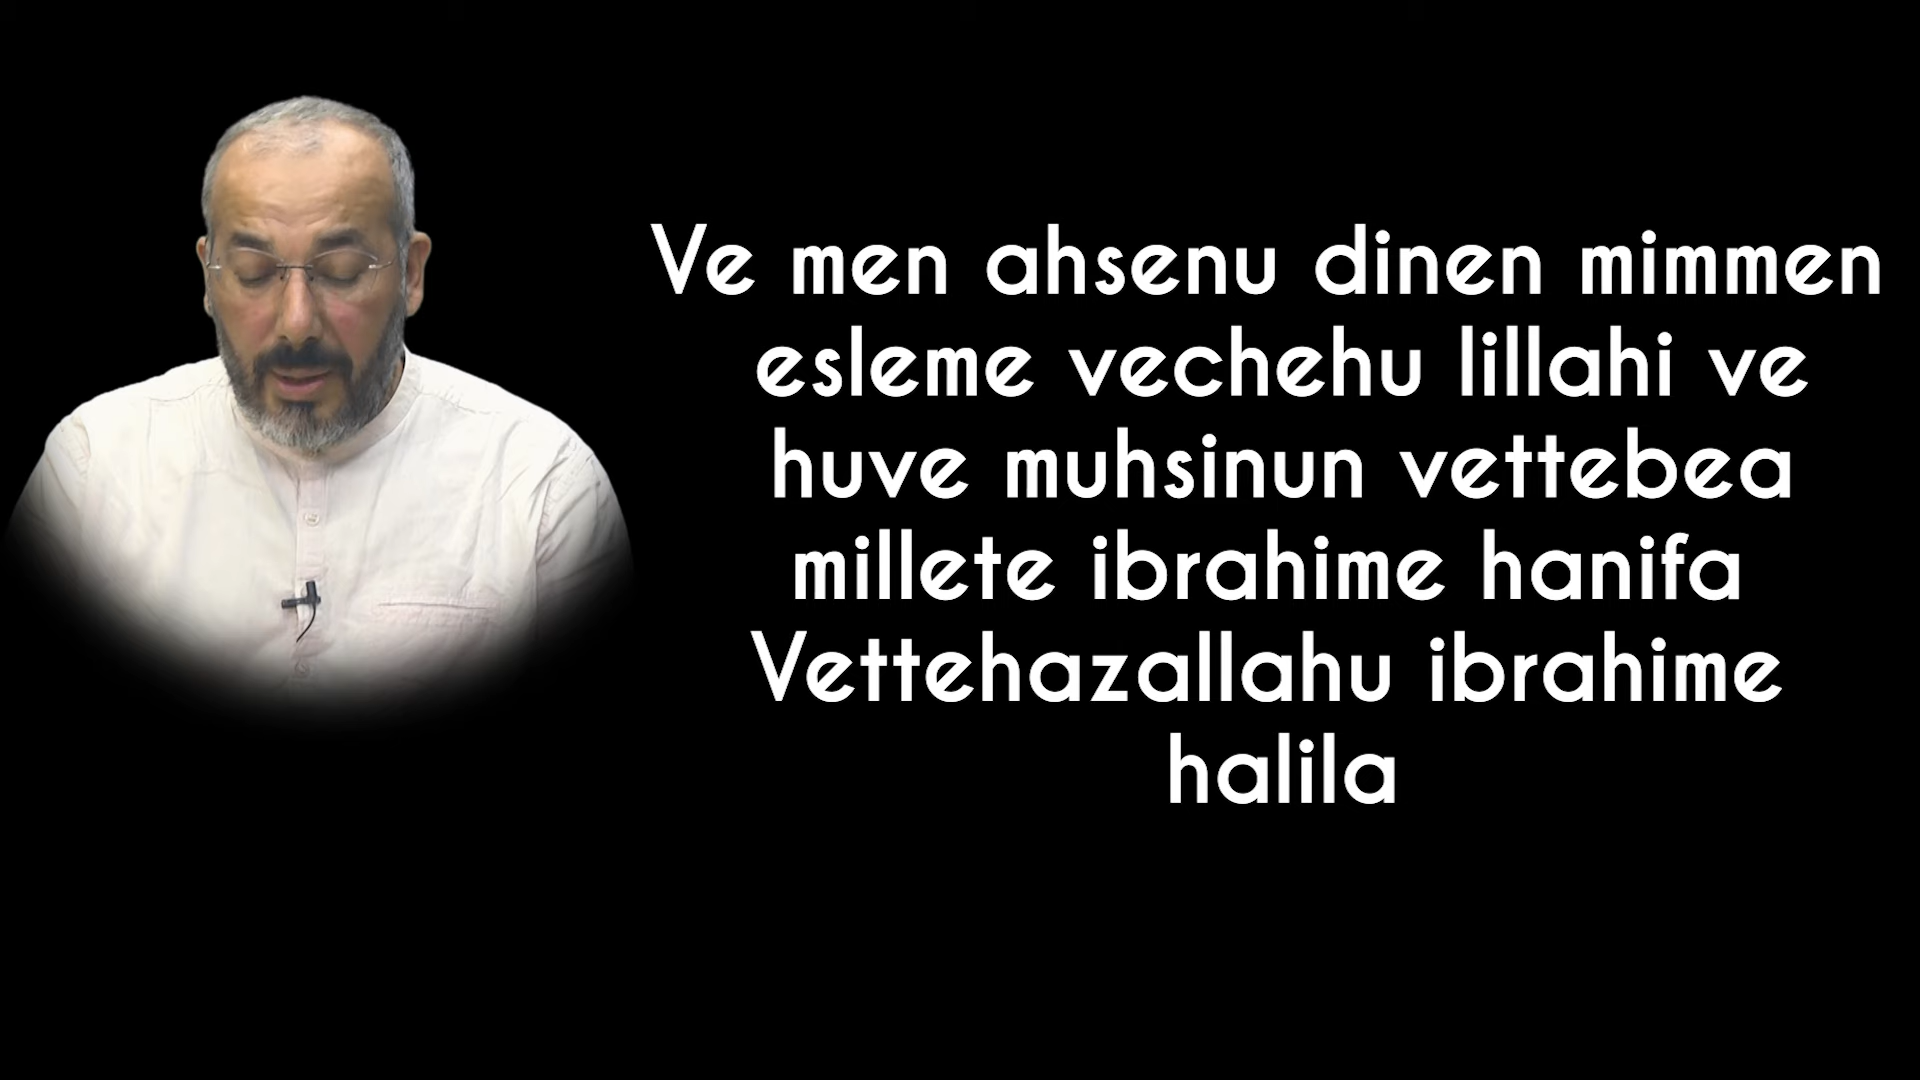 Ve men ahsenu dinen mimmen
esleme vechehu lillahi ve
huve muhsinun vettebea
millete ibrahime hanifa
Vettehazallahu ibrahime
halila